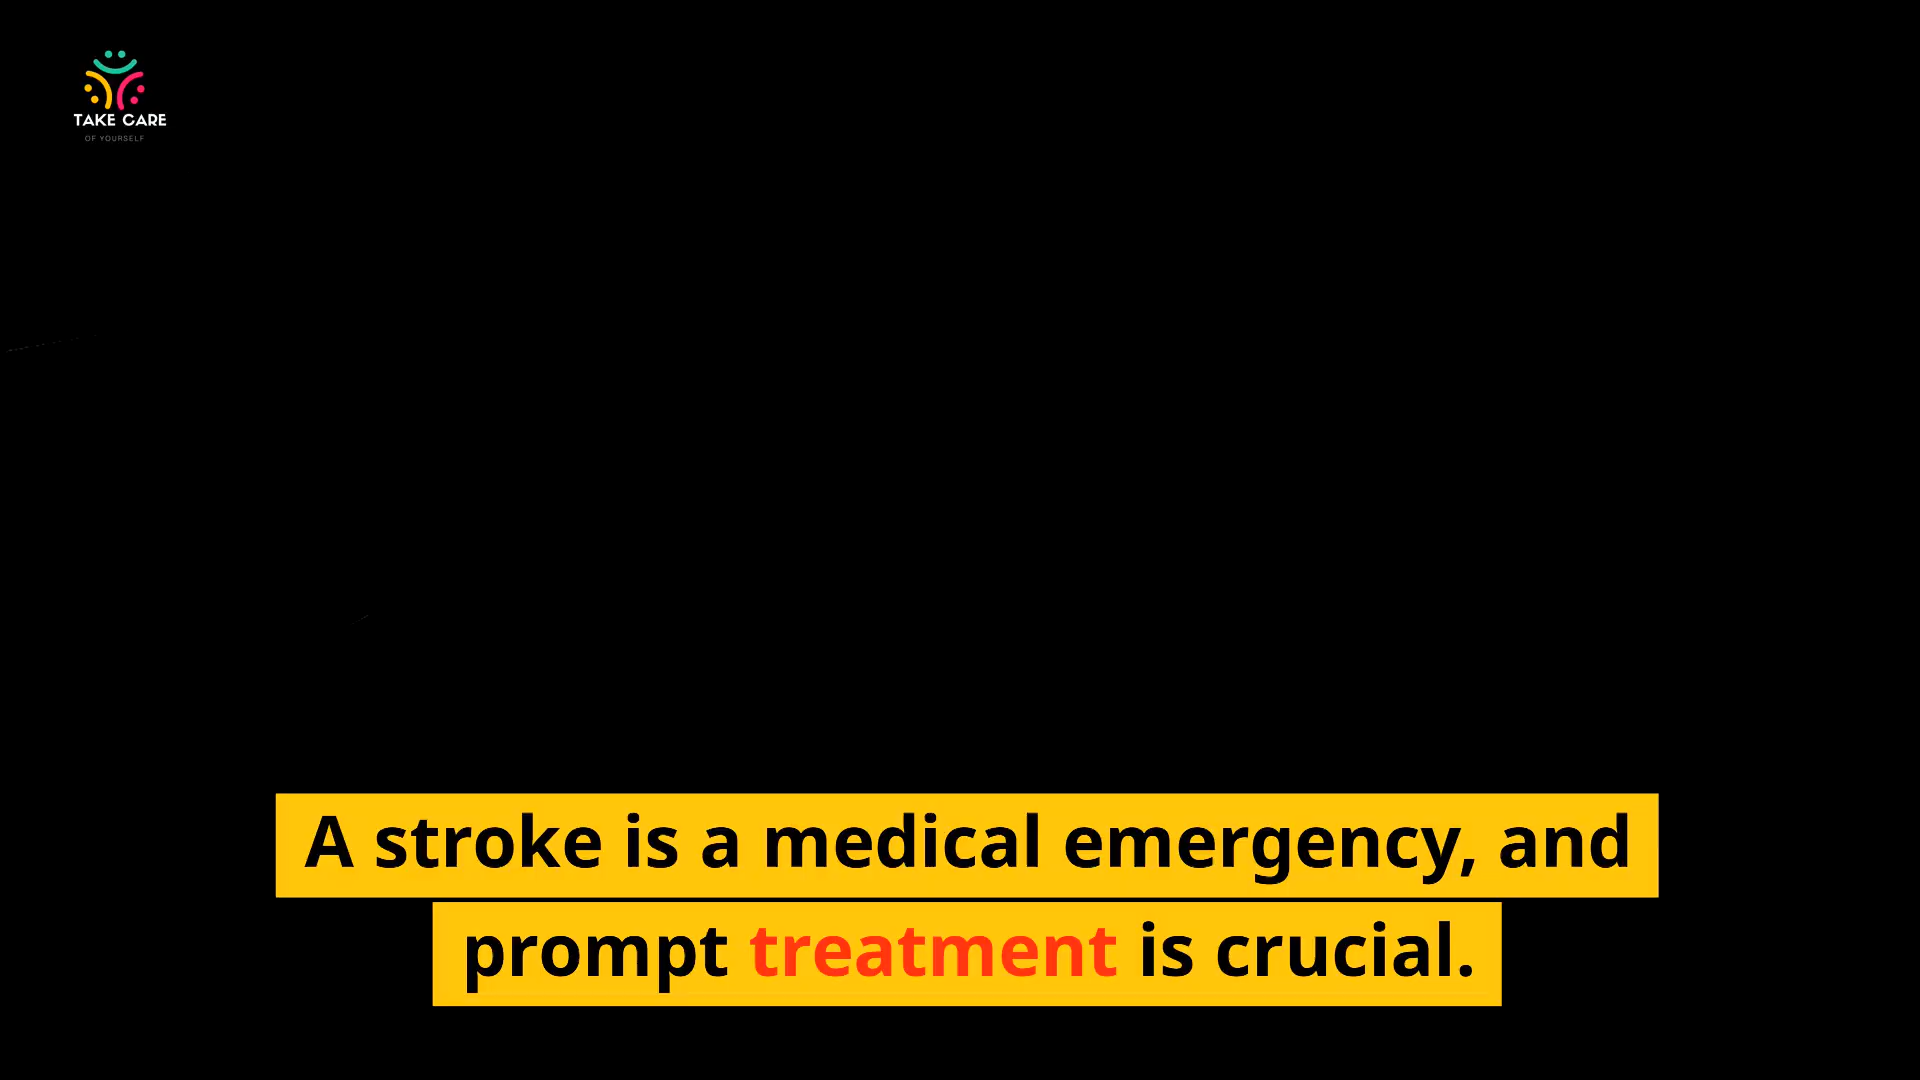 TAKE CARE
OF YOURSELF
A stroke is a medical emergency, and
prompt treatment is crucial.